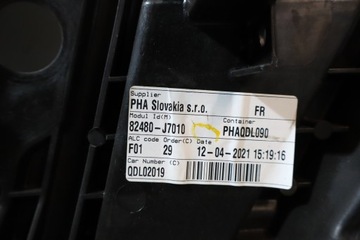 Supplier
PHA Slovakia s.r.o. FR
Modul Id(M) Container
82480-J7010 PHAQDL090
ALC code Order(C) Date
F01 29 12-04-2021 15:19:16
Car Number (C)
QDL02019